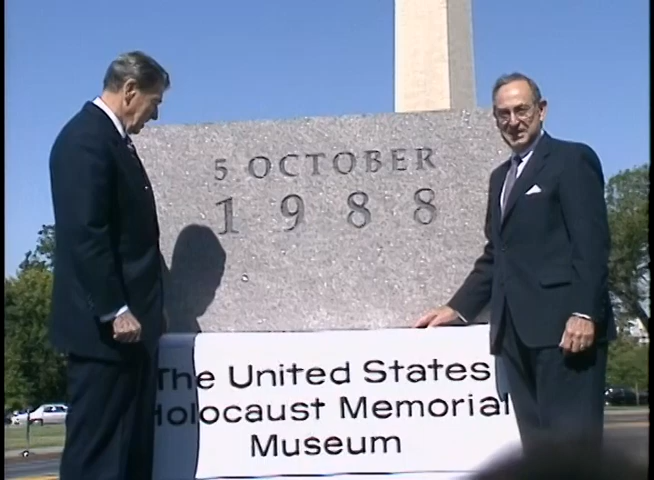 5 OCTOBER
1988
The United States
Holocaust Memorial
Museum